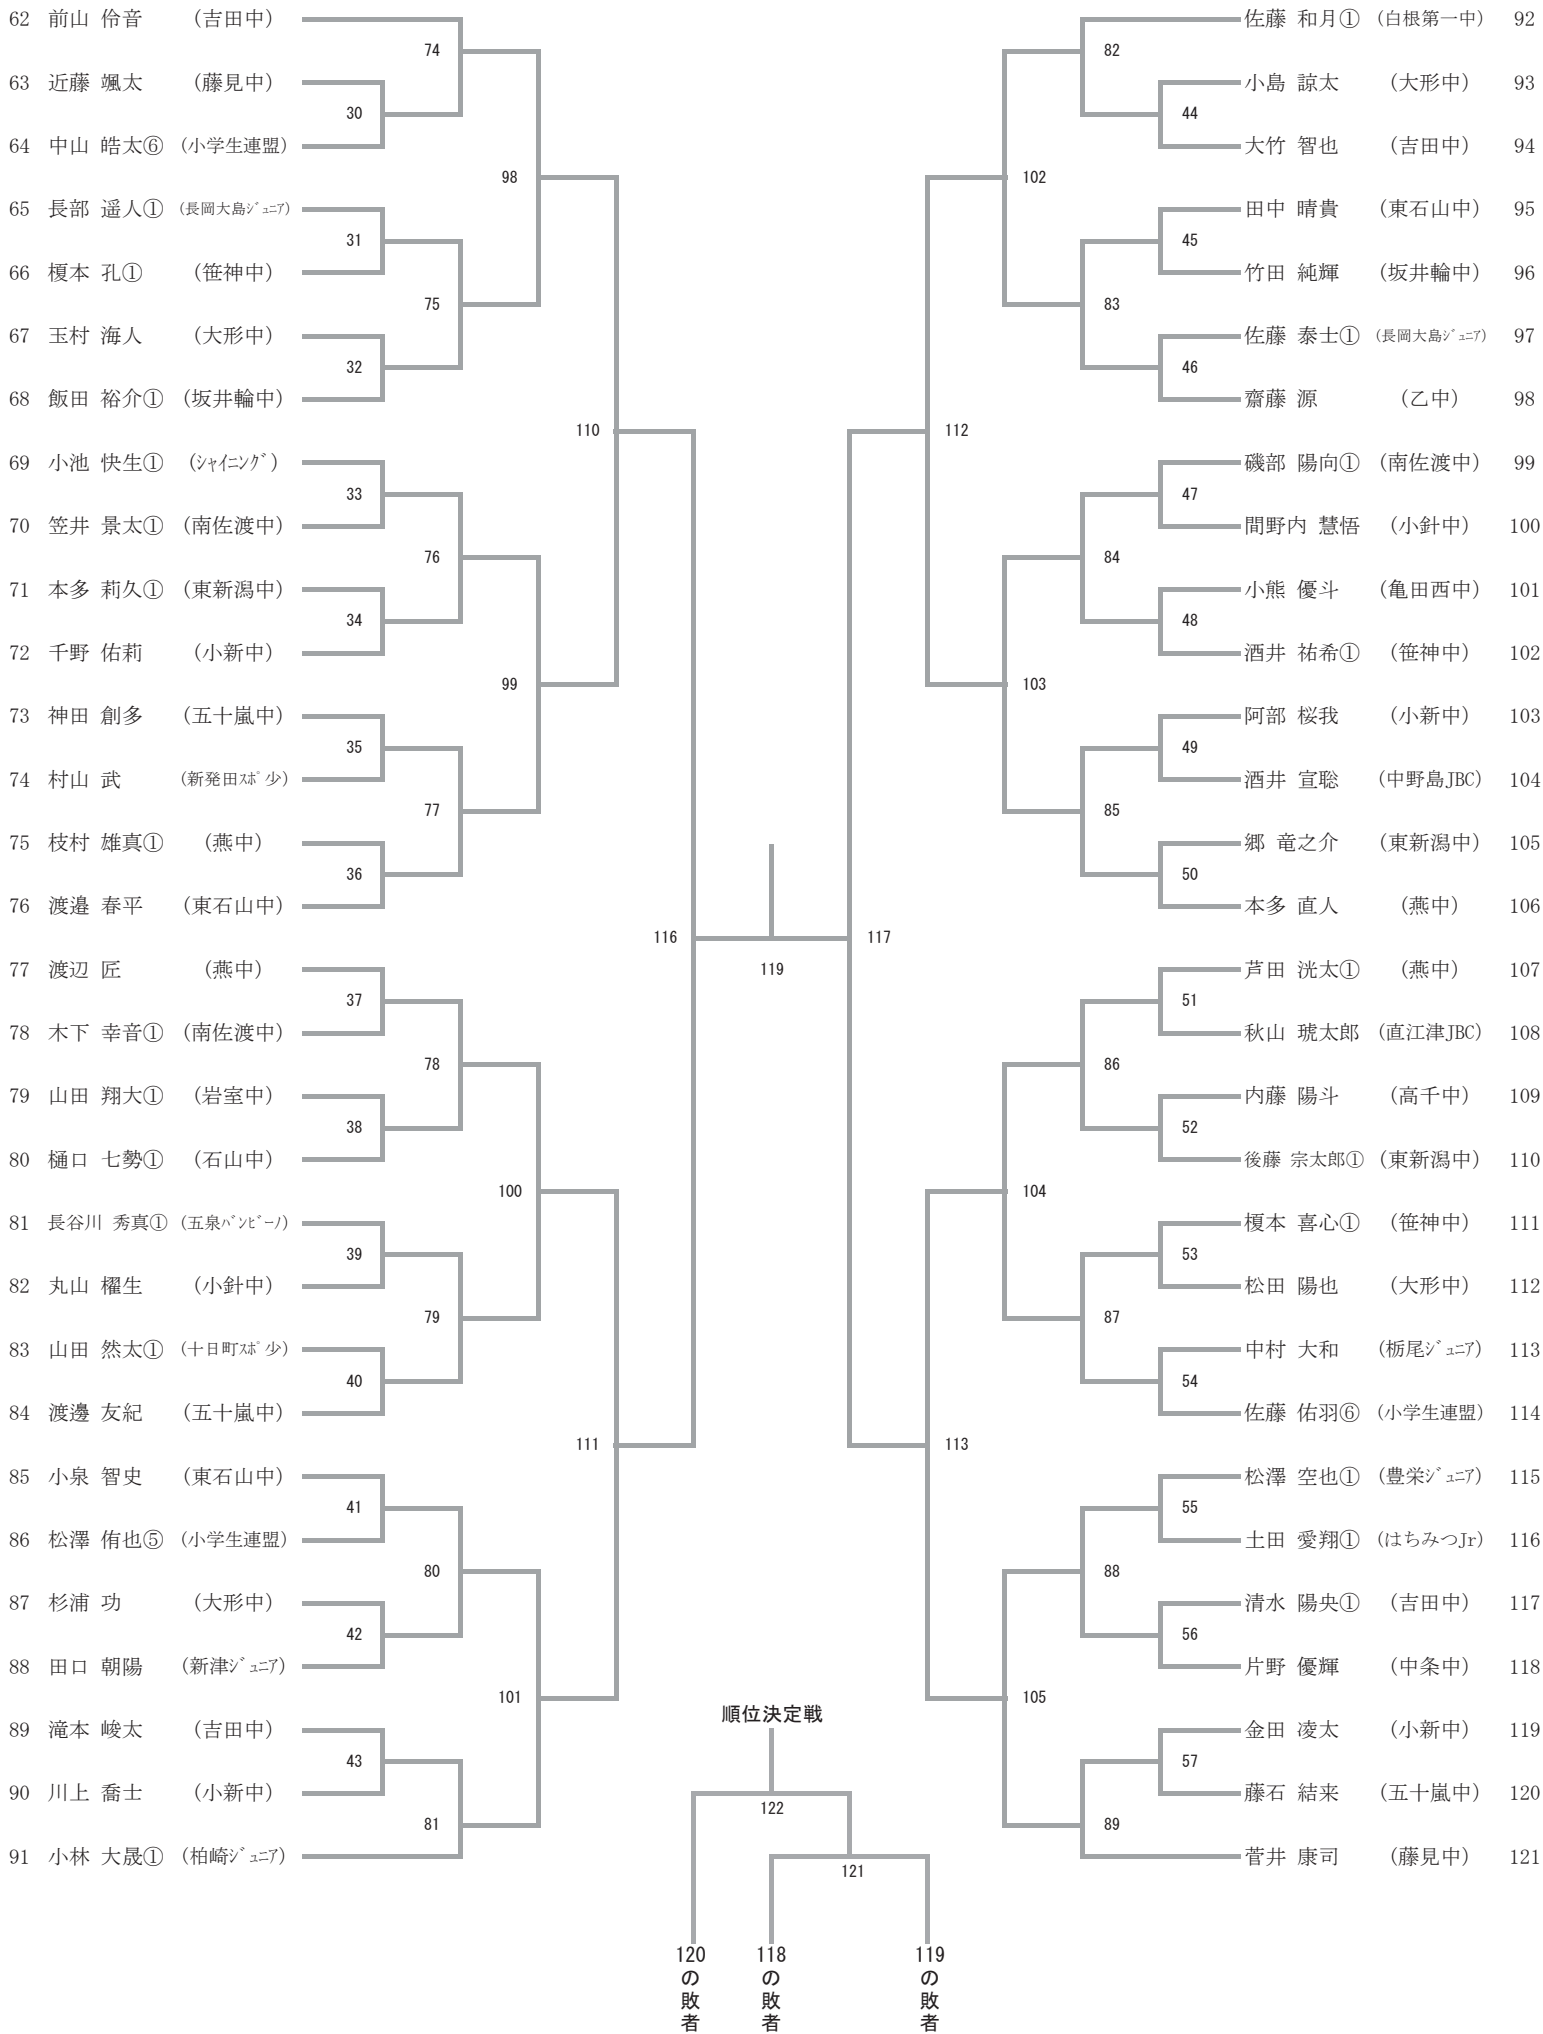 62 前山 伶音 (吉田中)
63 近藤 颯太 (藤見中)
64 中山 皓太⑥ (小学生連盟)
65 長部 遥人① (長岡大島ｼﾞｭﾆｱ)
66 榎本 孔① (笹神中)
67 玉村 海人 (大形中)
68 飯田 裕介① (坂井輪中)
69 小池 快生① (ｼｬｲﾆﾝｸﾞ)
70 笠井 景太① (南佐渡中)
71 本多 莉久① (東新潟中)
72 千野 佑莉 (小新中)
73 神田 創多 (五十嵐中)
74 村山 武 (新発田ｽﾎﾟ少)
75 枝村 雄真① (燕中)
76 渡邉 春平 (東石山中)
77 渡辺 匠 (燕中)
78 木下 幸音① (南佐渡中)
79 山田 翔大① (岩室中)
80 樋口 七勢① (石山中)
81 長谷川 秀真① (五泉ﾊﾞﾝﾋﾞｰﾉ)
82 丸山 櫂生 (小針中)
83 山田 然太① (十日町ｽﾎﾟ少)
84 渡邊 友紀 (五十嵐中)
85 小泉 智史 (東石山中)
86 松澤 侑也⑤ (小学生連盟)
87 杉浦 功 (大形中)
88 田口 朝陽 (新津ｼﾞｭﾆｱ)
89 滝本 峻太 (吉田中)
90 川上 喬士 (小新中)
91 小林 大晟① (柏崎ｼﾞｭﾆｱ)
74
30
98
31
75
32
110
33
76
34
99
35
77
36
116
37
78
38
100
39
79
40
111
41
80
42
101
43
81
119
117
82
44
102
45
83
46
112
47
84
48
103
49
85
50
51
86
52
104
53
87
54
113
55
88
56
105
57
89
佐藤 和月① (白根第一中) 92
小島 諒太 (大形中) 93
大竹 智也 (吉田中) 94
田中 晴貴 (東石山中) 95
竹田 純輝 (坂井輪中) 96
佐藤 泰士① (長岡大島ｼﾞｭﾆｱ) 97
齋藤 源 (乙中) 98
磯部 陽向① (南佐渡中) 99
間野内 慧悟 (小針中) 100
小熊 優斗 (亀田西中) 101
酒井 祐希① (笹神中) 102
阿部 桜我 (小新中) 103
酒井 宣聡 (中野島JBC) 104
郷 竜之介 (東新潟中) 105
本多 直人 (燕中) 106
芦田 洸太① (燕中) 107
秋山 琥太郎 (直江津JBC) 108
内藤 陽斗 (高千中) 109
後藤 宗太郎① (東新潟中) 110
榎本 喜心① (笹神中) 111
松田 陽也 (大形中) 112
中村 大和 (栃尾ｼﾞｭﾆｱ) 113
佐藤 佑羽⑥ (小学生連盟) 114
松澤 空也① (豊栄ｼﾞｭﾆｱ) 115
土田 愛翔① (はちみつJr) 116
清水 陽央① (吉田中) 117
片野 優輝 (中条中) 118
金田 凌太 (小新中) 119
藤石 結来 (五十嵐中) 120
菅井 康司 (藤見中) 121
順位決定戦
122
121
120の敗者
118の敗者
119の敗者